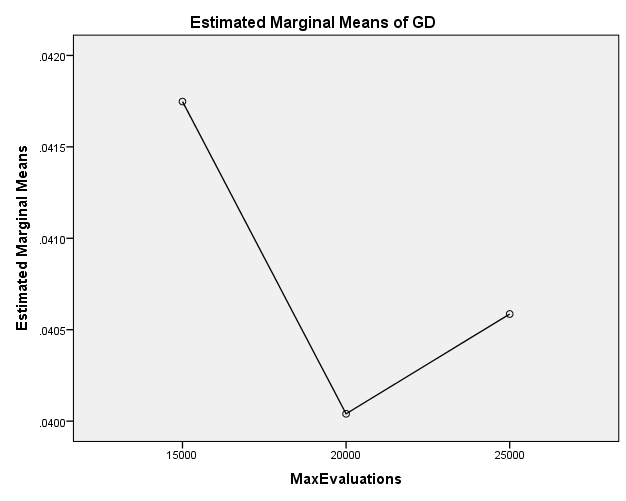 Estimated Marginal Means of GD
Estimated Marginal Means
.0420
.0415
.0410
.0405
.0400
15000 20000 25000
MaxEvaluations